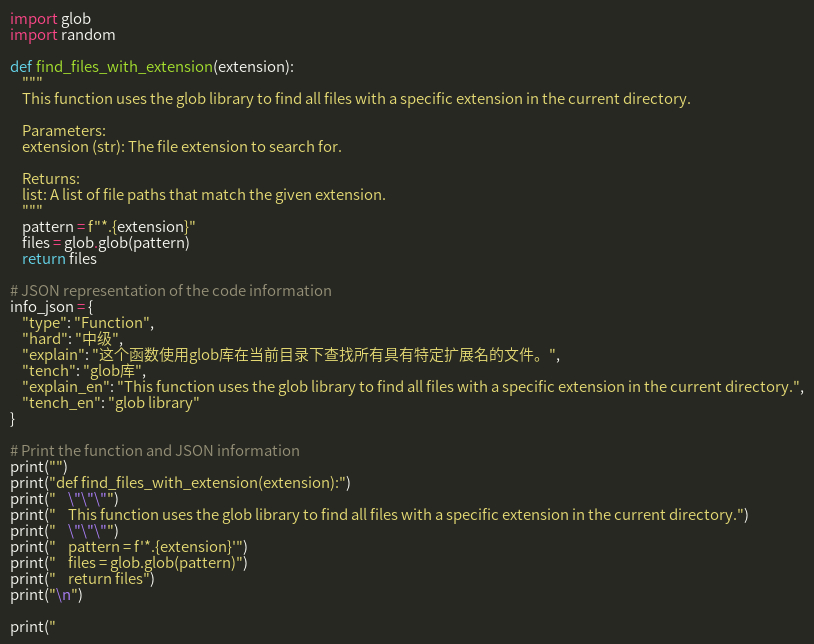 import glob
import random
def find_files_with_extension(extension):
"""
This function uses the glob library to find all files with a specific extension in the current directory.
Parameters:
extension (str): The file extension to search for.
Returns:
list: A list of file paths that match the given extension.
"""
pattern = f"*.{extension}"
files = glob.glob(pattern)
return files
# JSON representation of the code information
info_json = {
"type": "Function",
"hard": "中级",
"explain": "这个函数使用glob库在当前目录下查找所有具有特定扩展名的文件。",
"tench": "glob库",
"explain_en": "This function uses the glob library to find all files with a specific extension in the current directory.",
"tench_en": "glob library"
}
# Print the function and JSON information
print("")
print("def find_files_with_extension(extension):")
print("    \"\"\"")
print("    This function uses the glob library to find all files with a specific extension in the current directory.")
print("    \"\"\"")
print("    pattern = f'*.{extension}'")
print("    files = glob.glob(pattern)")
print("    return files")
print("\n")
print("